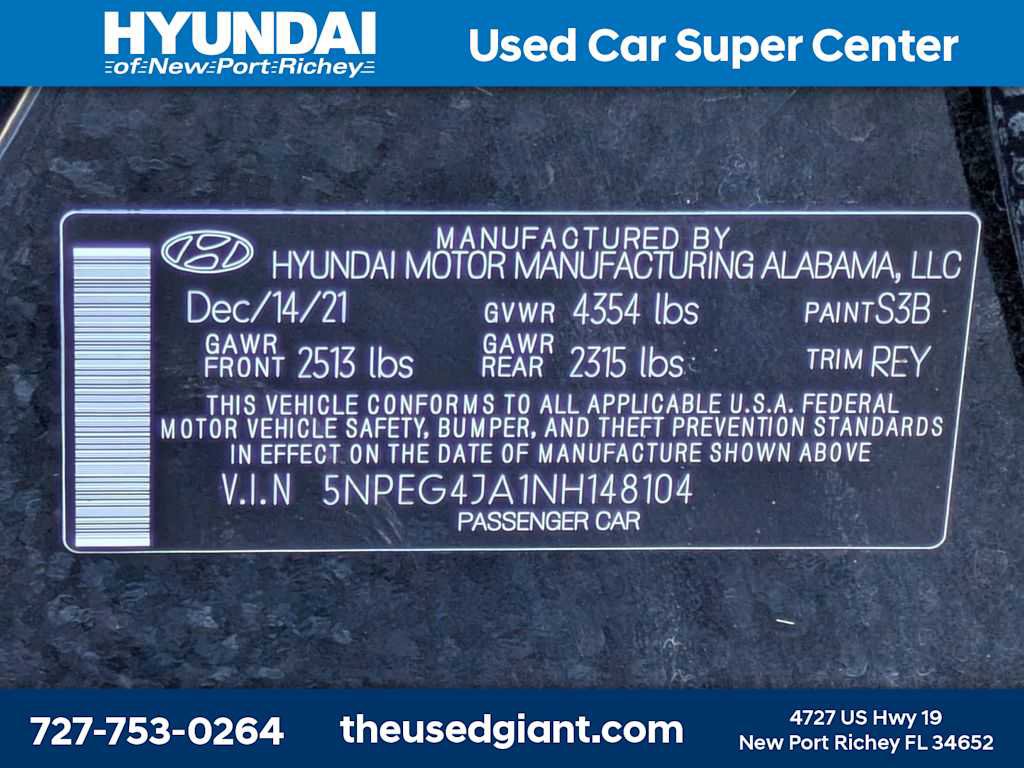 HYUNDAI
of New Port Richey
Used Car Super Center
MANUFACTURED BY
HYUNDAI MOTOR MANUFACTURING ALABAMA, LLC
Dec/14/21 GVWR 4354 lbs PAINT S3B
GAWR FRONT 2513 lbs GAWR REAR 2315 lbs TRIM REY
THIS VEHICLE CONFORMS TO ALL APPLICABLE U.S.A. FEDERAL
MOTOR VEHICLE SAFETY, BUMPER, AND THEFT PREVENTION STANDARDS
IN EFFECT ON THE DATE OF MANUFACTURE SHOWN ABOVE
V.I.N 5NPEG4JA1NH148104
PASSENGER CAR
727-753-0264
theusedgiant.com
4727 US Hwy 19
New Port Richey FL 34652